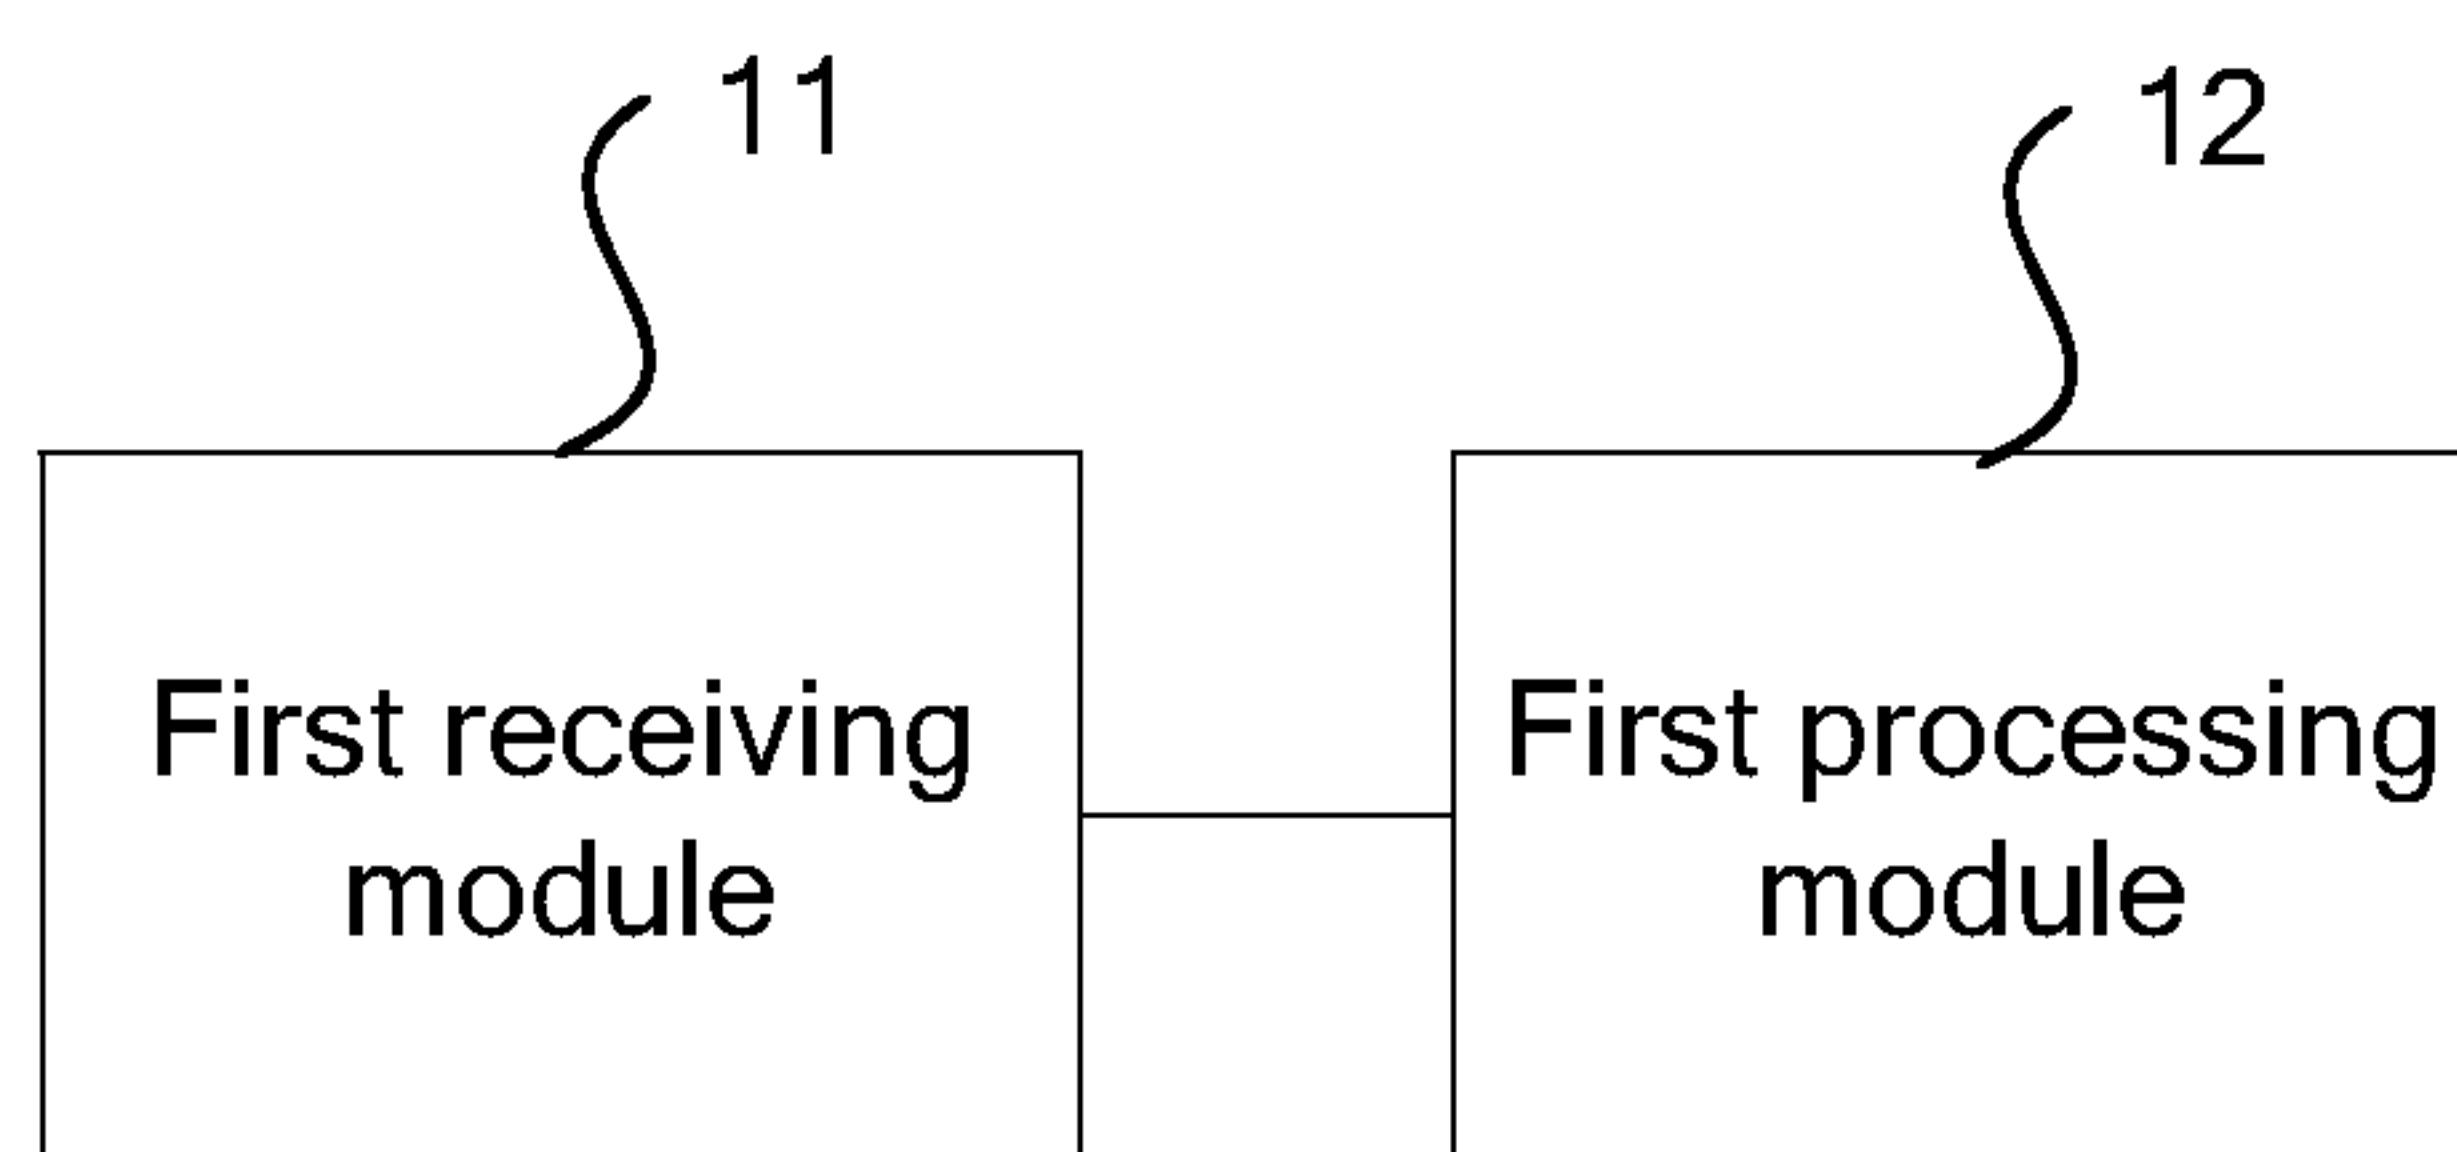 11
12
First receiving
module
First processing
module